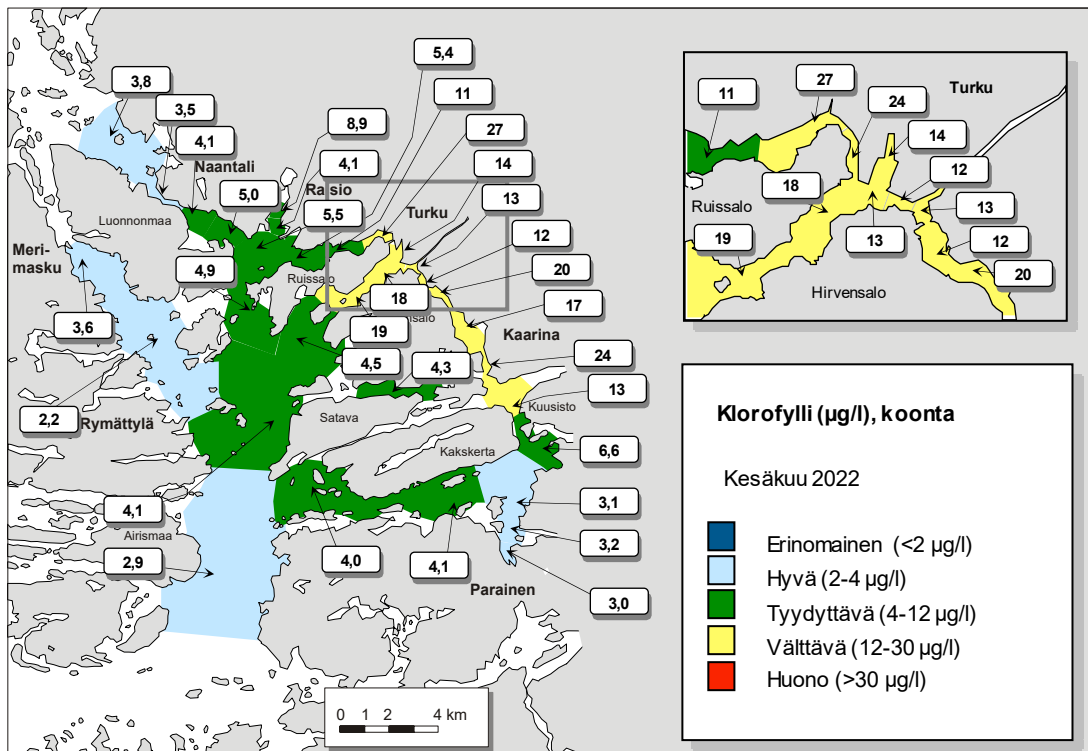 5,4
3,8
11
3,5
27
4,1
8,9
Naantali
4,1
14
Raisio
13
5,0
5,5
Turku
Luonnonmaa
12
Meri-
masku
4,9
Ruissalo
20
18
salo
17
3,6
19
Kaarina
4,5
4,3
24
2,2
13
Rymättylä
Satava
Kuusisto
Kakskerta
6,6
4,1
3,1
Airismaa
3,2
2,9
4,0
4,1
Parainen
3,0
0 1 2 4 km
27
24
Turku
11
14
12
18
Ruissalo
13
19
13
12
20
Hirvensalo
Klorofylli (µg/l), koonta
Kesäkuu 2022
Erinomainen (<2 µg/l)
Hyvä (2-4 µg/l)
Tyydyttävä (4-12 µg/l)
Välttävä (12-30 µg/l)
Huono (>30 µg/l)